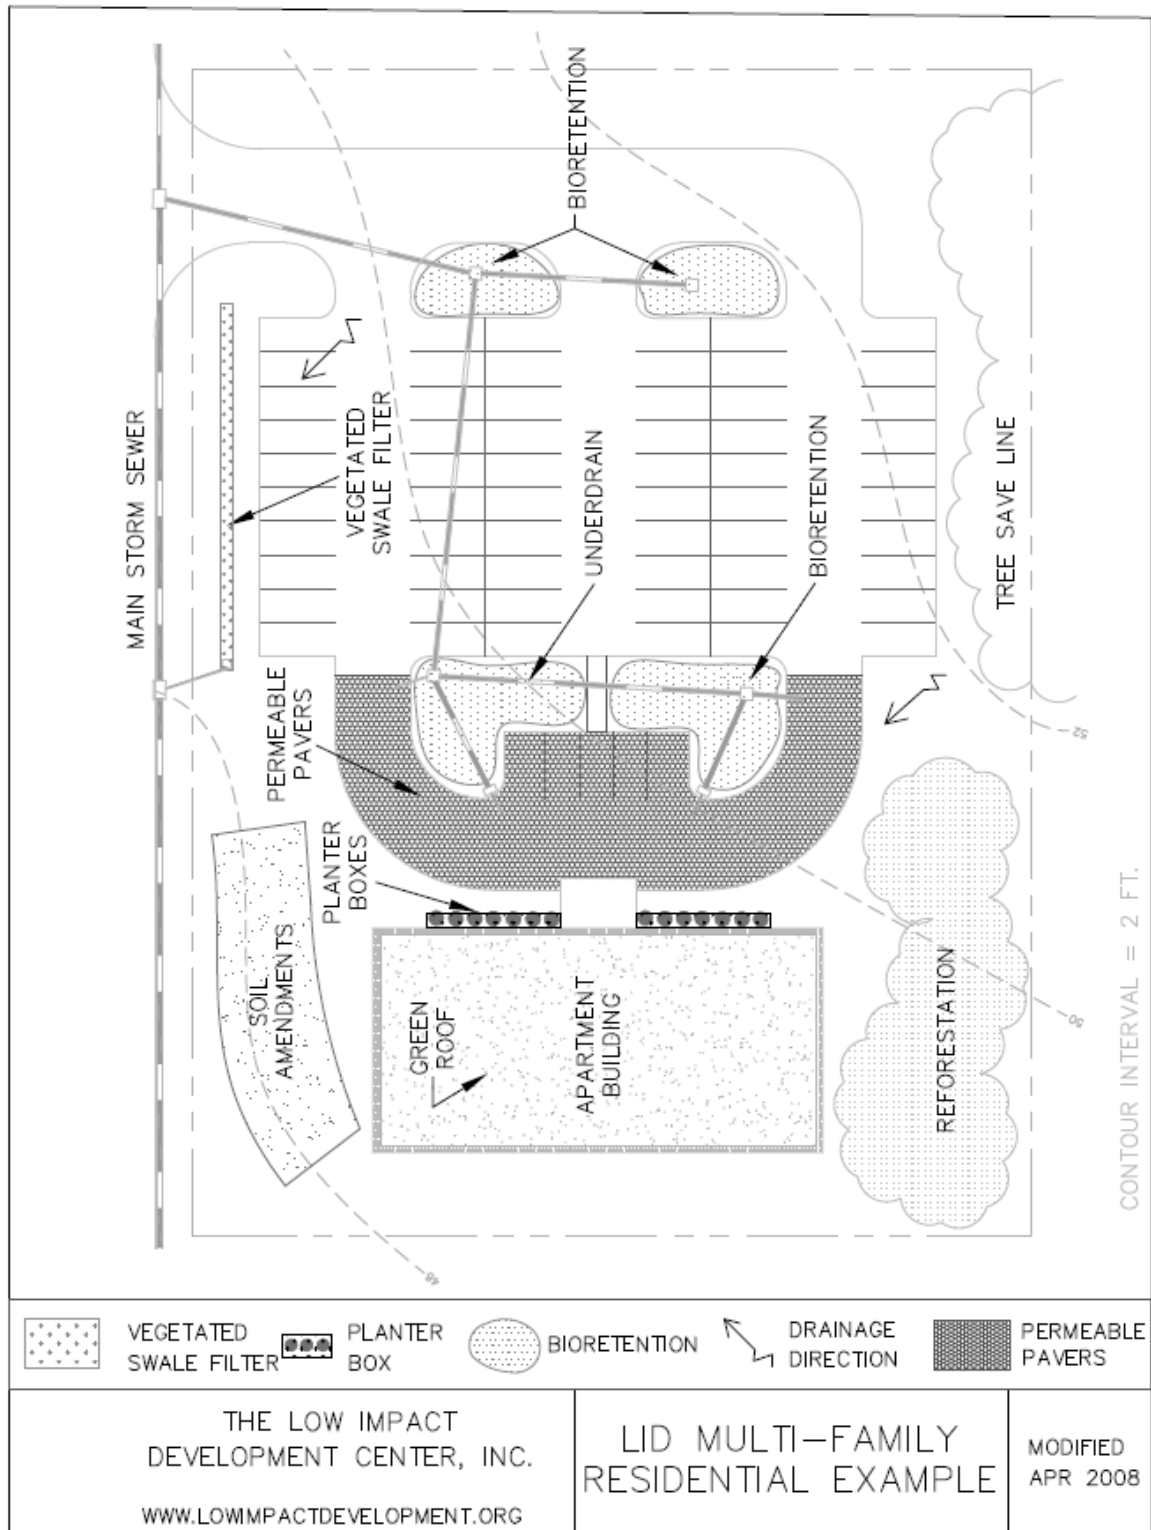 BIORETENTION
MAIN STORM SEWER
VEGETATED
SWALE FILTER
UNDERDRAIN
BIORETENTION
TREE SAVE LINE
PERMEABLE
PAVERS
52
PLANTER
BOXES
SOIL
AMENDMENTS
GREEN
ROOF
APARTMENT
BUILDING
REFORESTATION
50
CONTOUR INTERVAL = 2 FT.
48
VEGETATED
SWALE FILTER
PLANTER
BOX
BIORETENTION
DRAINAGE
DIRECTION
PERMEABLE
PAVERS
THE LOW IMPACT
DEVELOPMENT CENTER, INC.
WWW.LOWIMPACTDEVELOPMENT.ORG
LID MULTI-FAMILY
RESIDENTIAL EXAMPLE
MODIFIED
APR 2008